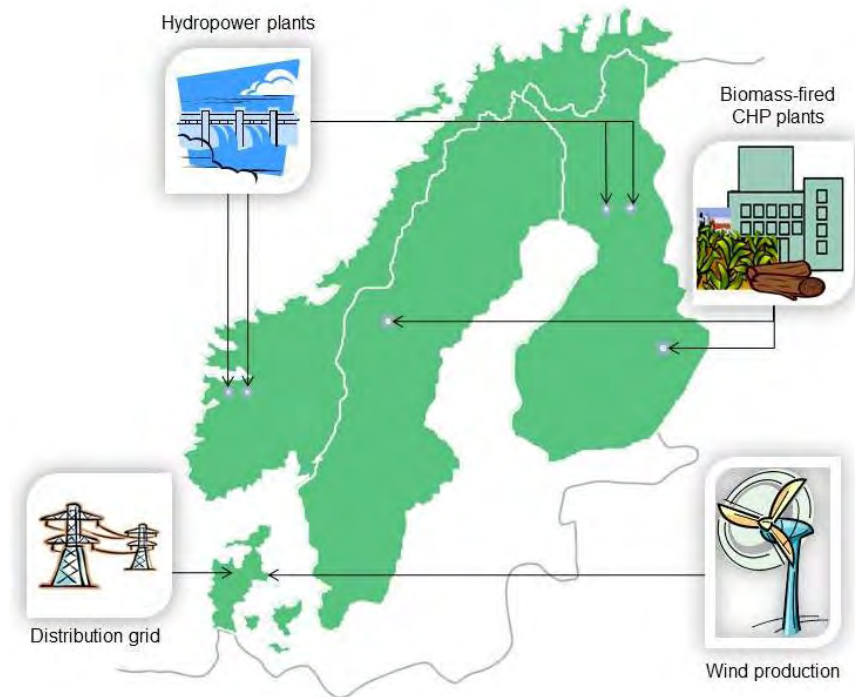 Hydropower plants
Biomass-fired
CHP plants
Distribution grid
Wind production